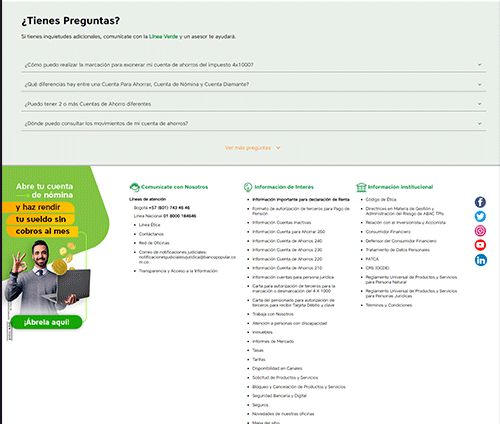 ¿Tienes Preguntas?
Si tienes inquietudes adicionales, comunícate con la Línea Verde y un asesor te ayudará.
¿Cómo puedo realizar la marcación para exonerar mi cuenta de ahorros del impuesto 4x1000?
¿Qué diferencias hay entre una Cuenta Para Ahorrar, Cuenta de Nómina y Cuenta Diamante?
¿Puedo tener 2 o más Cuentas de Ahorro diferentes
¿Dónde puedo consultar los movimientos de mi cuenta de ahorros?
Ver más preguntas
Abre tu cuenta
de nómina
y haz rendir
tu sueldo sin
cobros al mes
¡Ábrela aquí!
Comunícate con Nosotros
Líneas de atención
Bogotá +57 (601) 743 46 46
Línea Nacional 01 8000 184646
Línea Ética
Contáctanos
Red de Oficinas
Correo de notificaciones judiciales:
notificacionesjudicialesvjuridica@bancopopular.co
m.co
Transparencia y Acceso a la Información
Información de Interés
Información importante para declaración de Renta
Formato de autorización de terceros para Pago de
Pensión
Información Cuentas Inactivas
Información Cuenta para Ahorrar 200
Información Cuenta de Ahorros 240
Información Cuenta de Ahorros 230
Información Cuenta de Ahorros 220
Información Cuenta de Ahorros 210
Información cuentas para persona jurídica
Carta para autorización de terceros para la
marcación o desmarcación del 4 X 1000
Carta del pensionado para autorización de
terceros para recibir Tarjeta Débito y clave
Trabaja con Nosotros
Atención a personas con discapacidad
Inmuebles
Informes de Mercado
Tasas
Tarifas
Disponibilidad en Canales
Solicitud de Productos y Servicios
Bloqueo y Cancelación de Productos y Servicios
Seguridad Bancaria y Digital
Seguros
Novedades de nuestras oficinas
Mapa del sitio
Información institucional
Código de Ética
Directrices en Materia de Gestión y
Administración del Riesgo de ABAC TPIs
Relación con el Inversionista y Accionista
Consumidor Financiero
Defensor del Consumidor Financiero
Tratamiento de Datos Personales
FATCA
CRS (OCDE)
Reglamento Universal de Productos y Servicios
para Persona Natural
Reglamento Universal de Productos y Servicios
para Personas Jurídicas
Términos y Condiciones